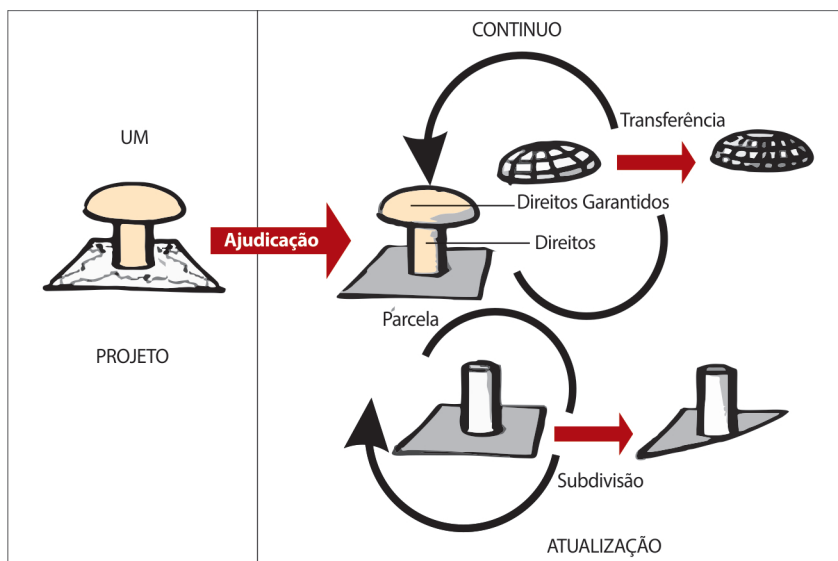 UM
PROJETO
Ajudicação
CONTINUO
Transferência
Direitos Garantidos
Direitos
Parcela
Subdivisão
ATUALIZAÇÃO